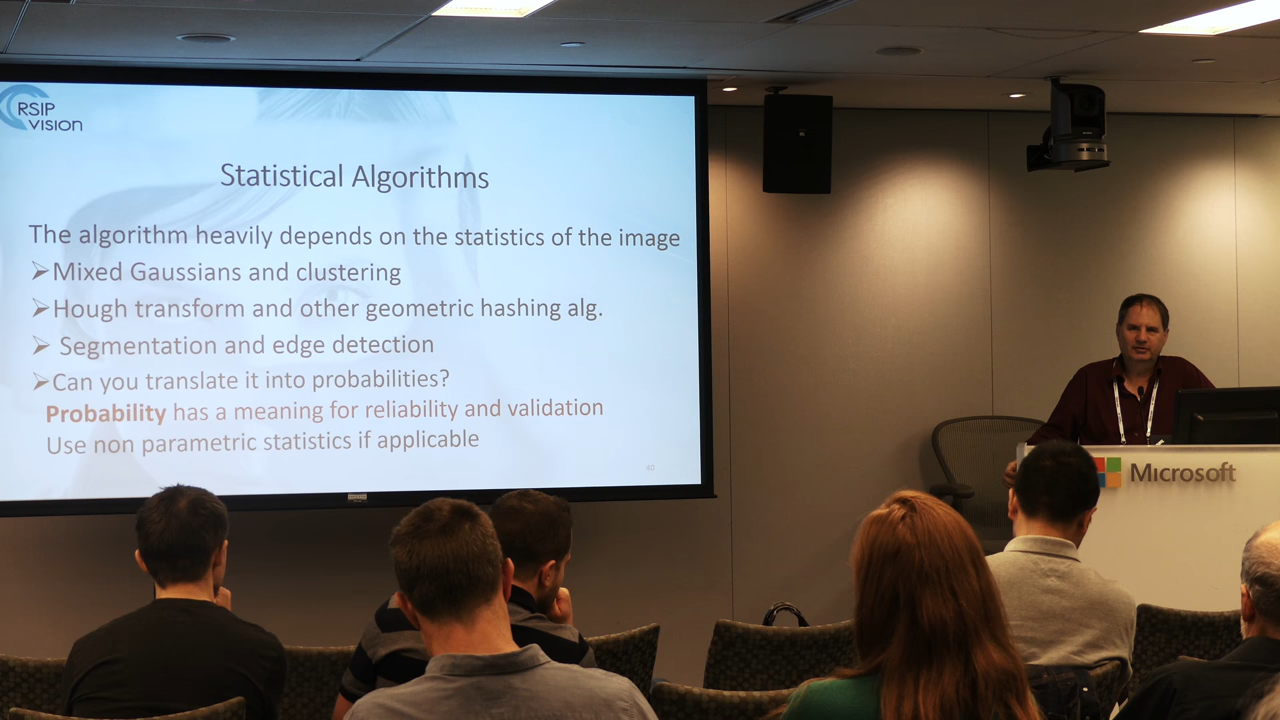 RSIP
VISION
Statistical Algorithms
The algorithm heavily depends on the statistics of the image
➢Mixed Gaussians and clustering
➢Hough transform and other geometric hashing alg.
➢ Segmentation and edge detection
➢Can you translate it into probabilities?
Probability has a meaning for reliability and validation
Use non parametric statistics if applicable
40
Microsoft